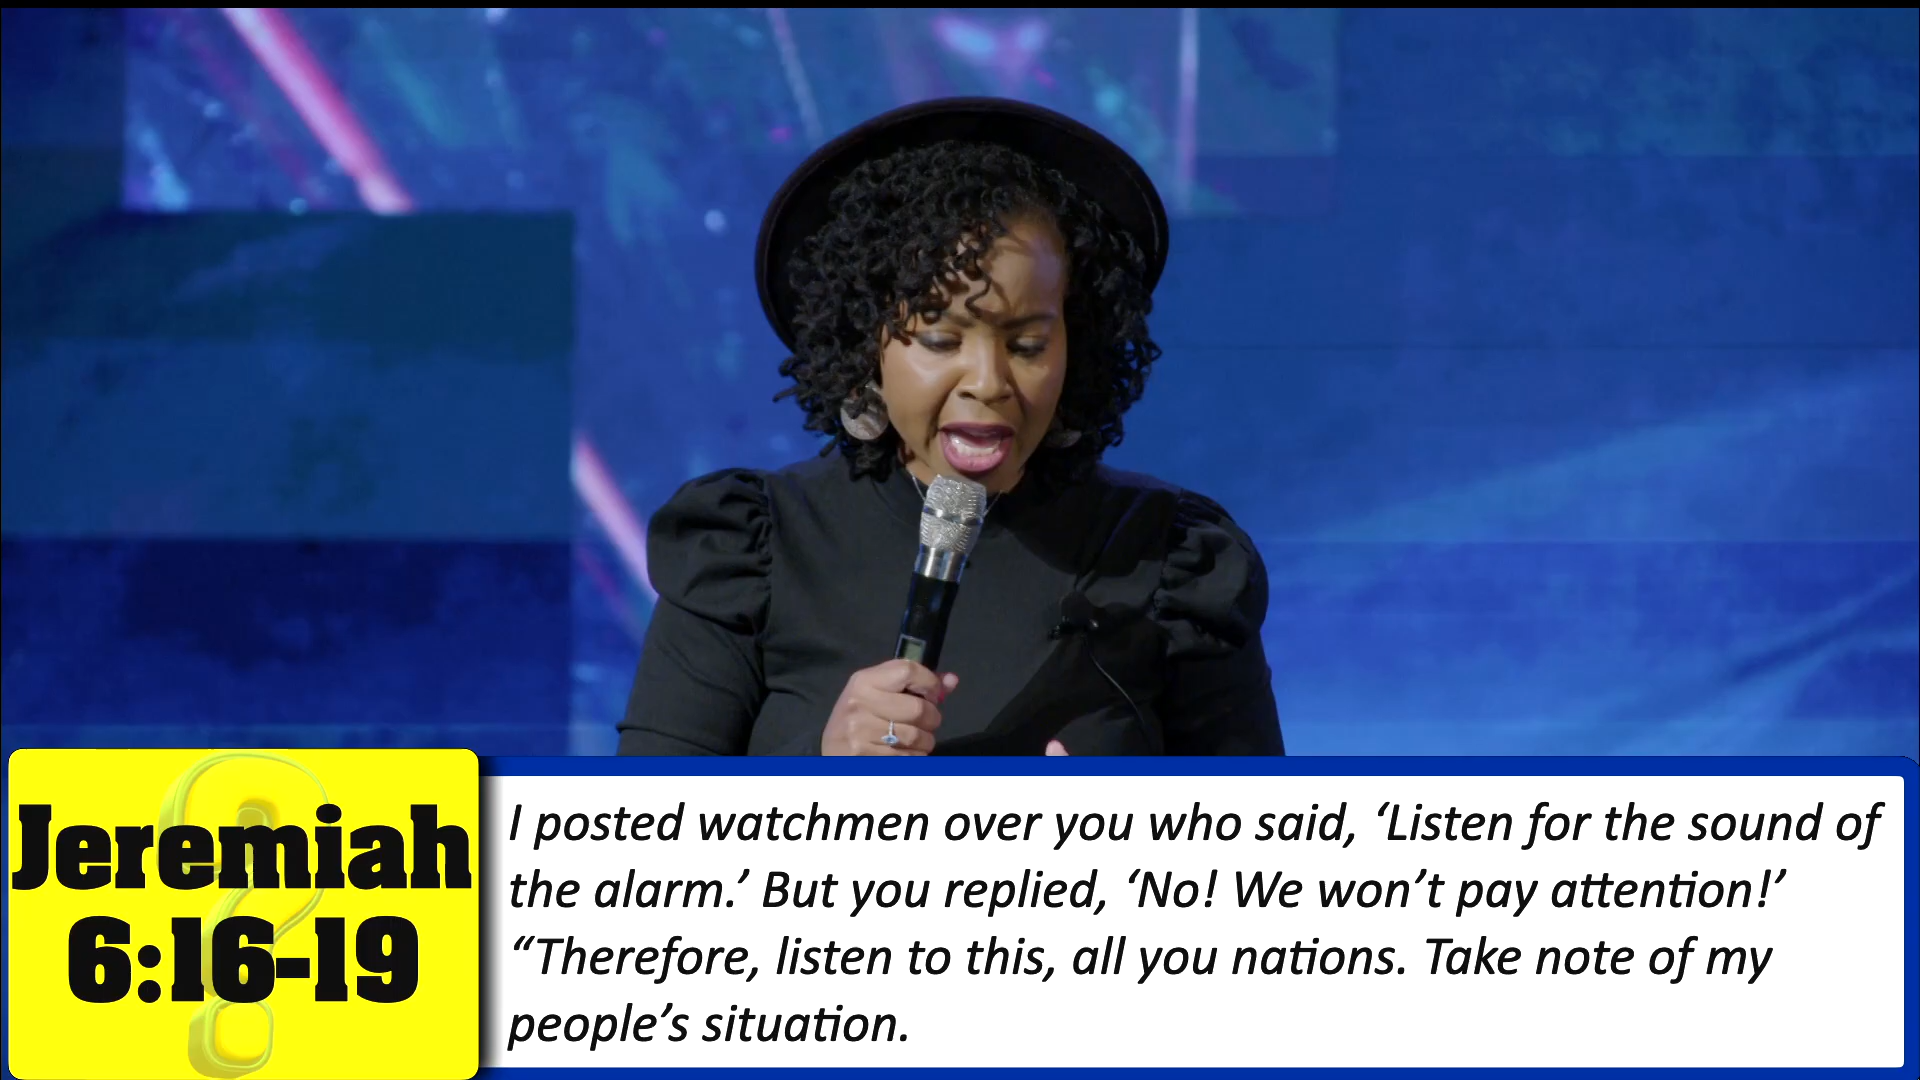 Jeremiah
6:16-19
I posted watchmen over you who said, ‘Listen for the sound of
the alarm.’ But you replied, ‘No! We won’t pay attention!’
“Therefore, listen to this, all you nations. Take note of my
people’s situation.